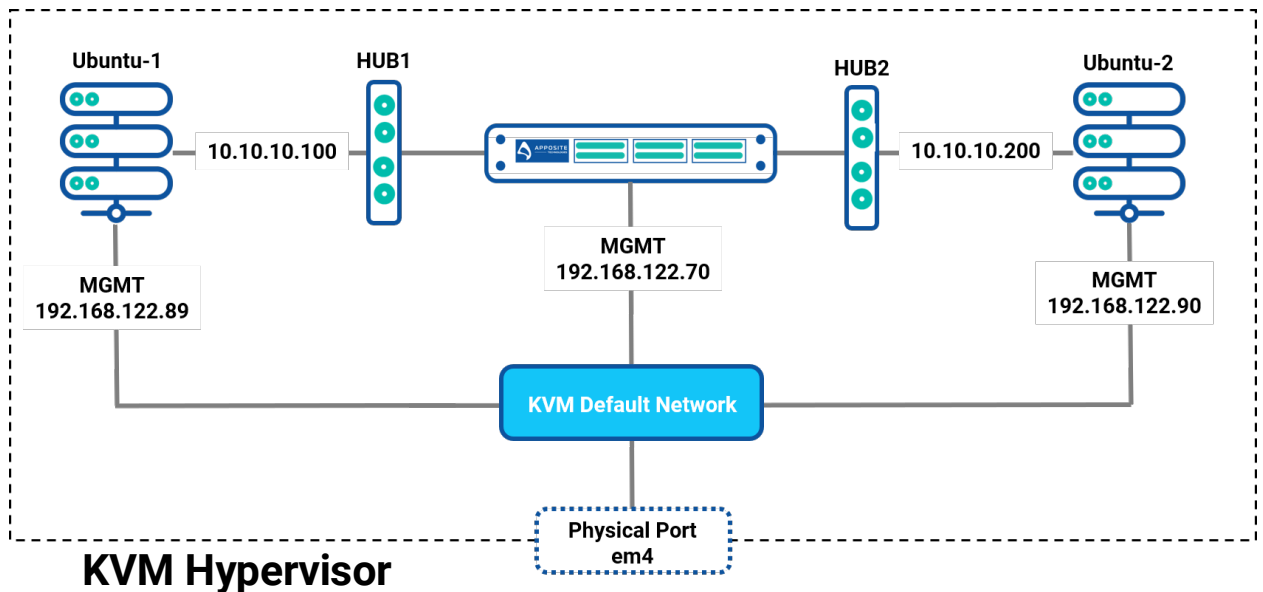 Ubuntu-1
HUB1
HUB2
Ubuntu-2
10.10.10.100
APPOSITE
10.10.10.200
MGMT
192.168.122.89
MGMT
192.168.122.70
MGMT
192.168.122.90
KVM Default Network
Physical Port
em4
KVM Hypervisor